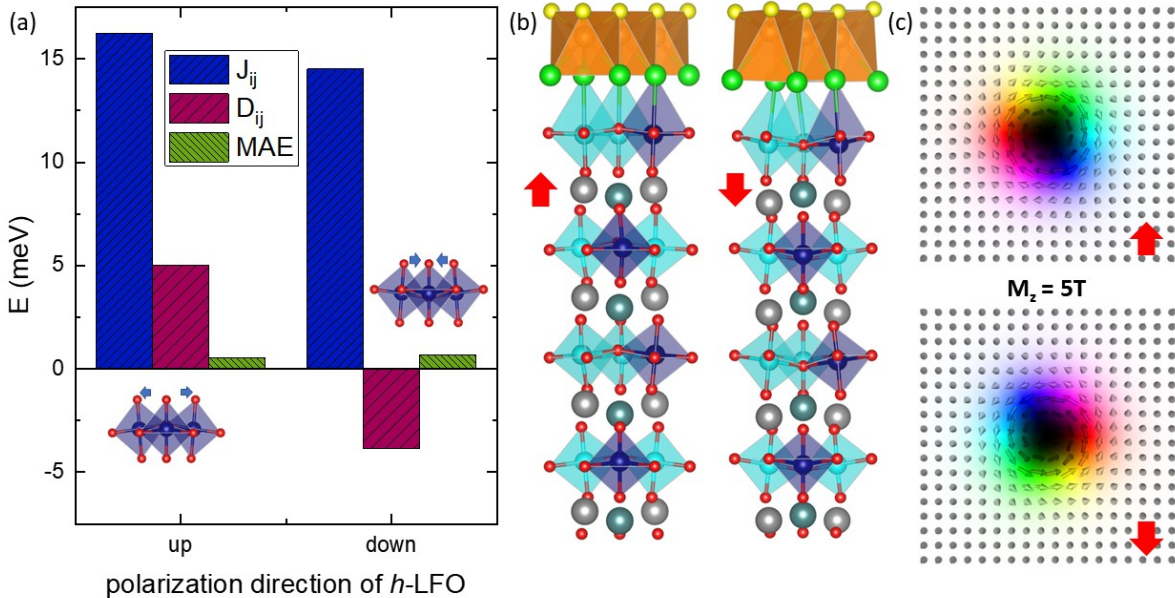 (a)
15
10
5
0
-5
E (meV)
J_ij
D_ij
MAE
up
down
polarization direction of h-LFO
(b)
(c)
M_z = 5T